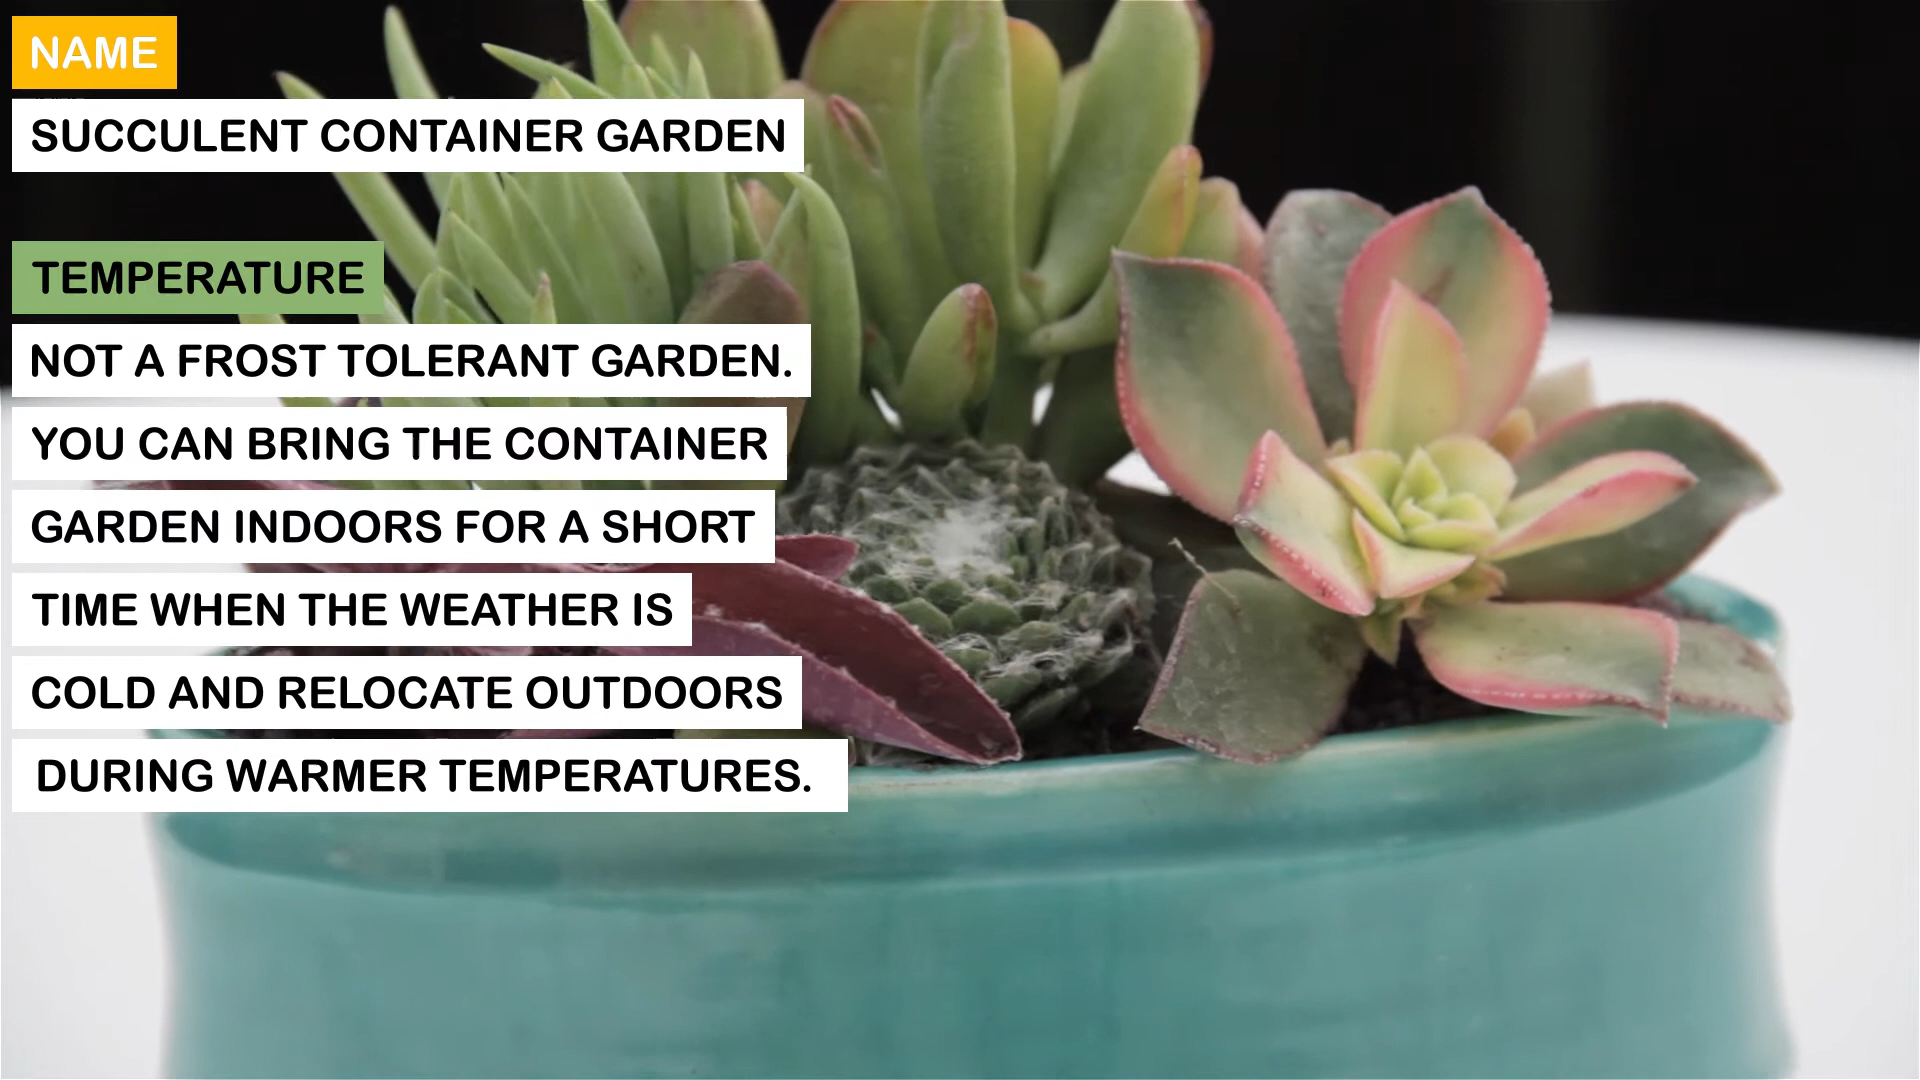 NAME
SUCCULENT CONTAINER GARDEN
TEMPERATURE
NOT A FROST TOLERANT GARDEN.
YOU CAN BRING THE CONTAINER
GARDEN INDOORS FOR A SHORT
TIME WHEN THE WEATHER IS
COLD AND RELOCATE OUTDOORS
DURING WARMER TEMPERATURES.